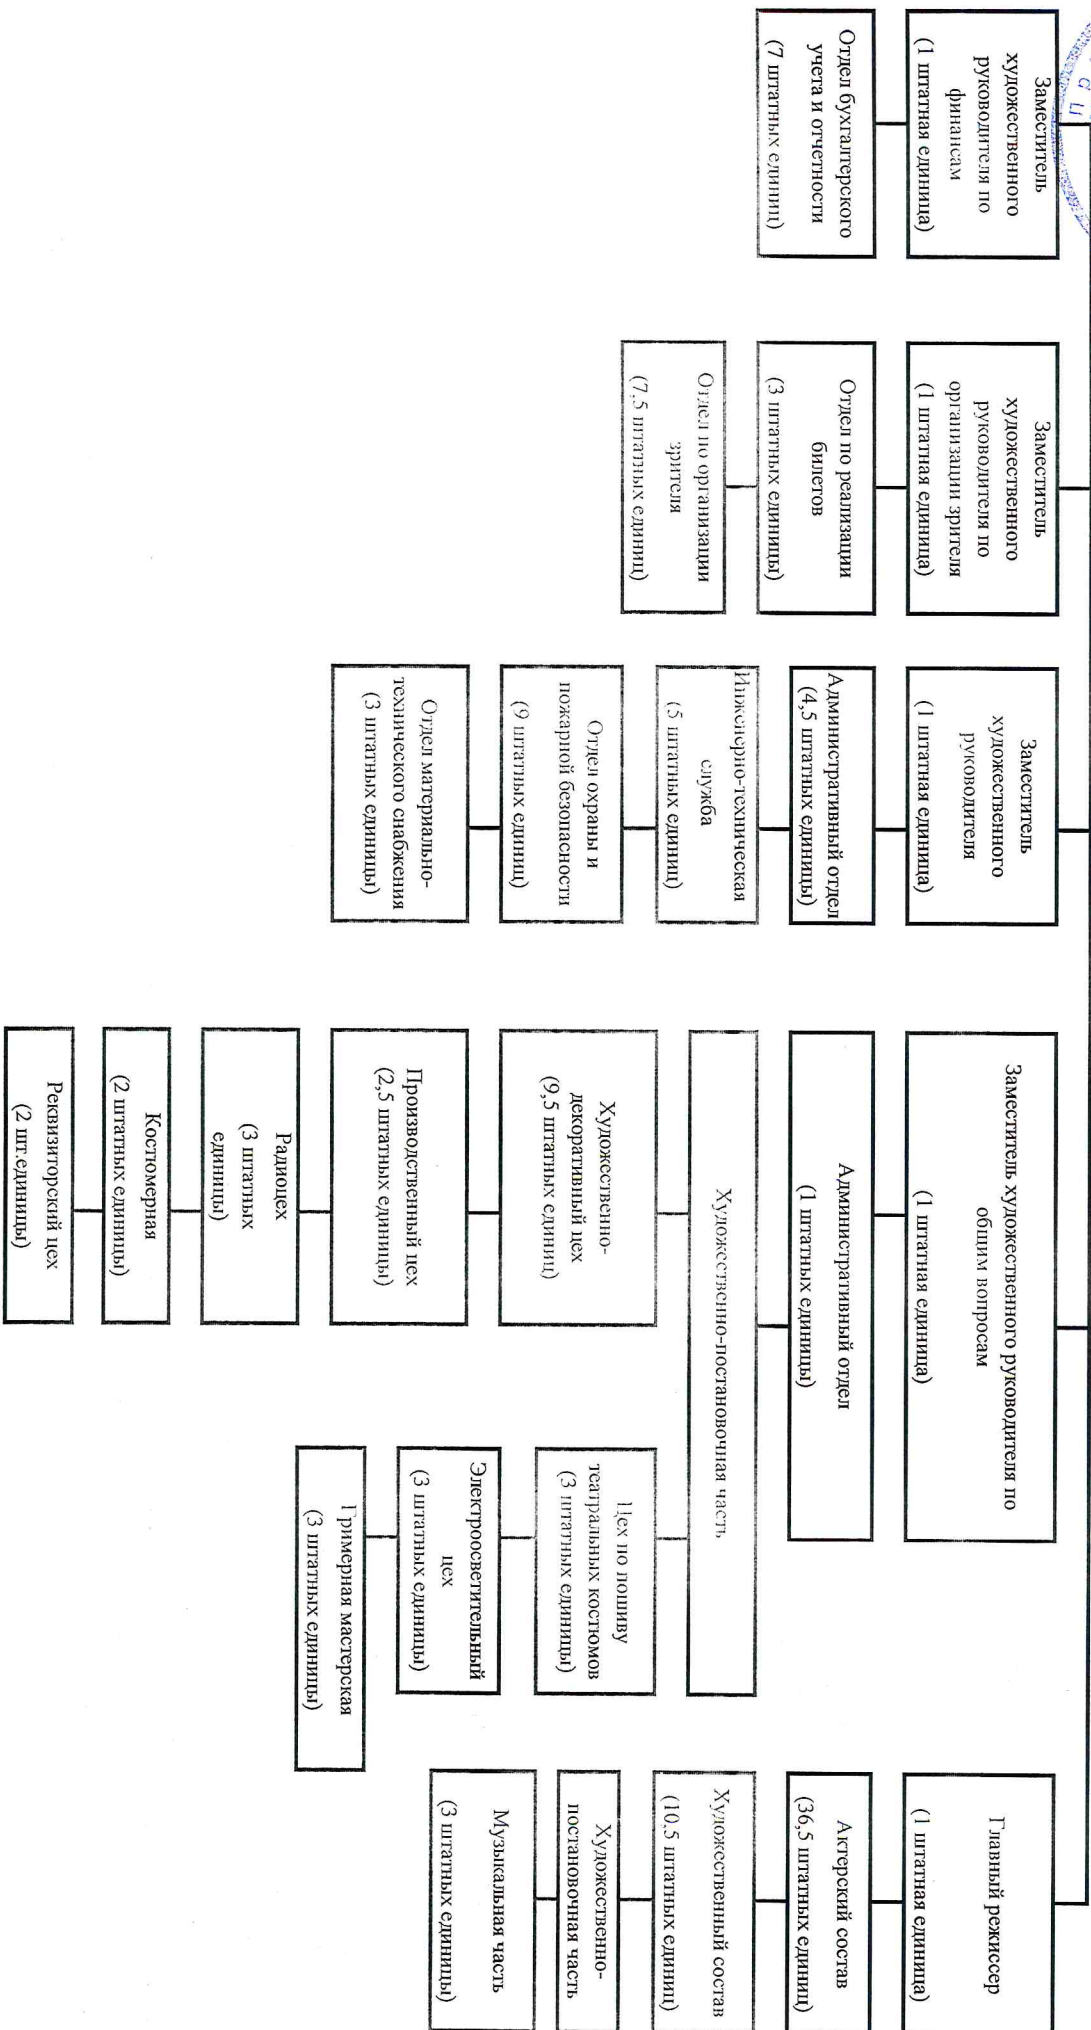 Заместитель
художественного
руководителя по
финансам
(1 штатная единица)
Отдел бухгалтерского
учета и отчетности
(7 штатных единиц)
Заместитель
художественного
руководителя по
организации зрителя
(1 штатная единица)
Отдел по реализации
билетов
(3 штатных единицы)
Отдел по организации
зрителя
(7,5 штатных единиц)
Заместитель
художественного
руководителя
(1 штатная единица)
Административный отдел
(4,5 штатных единицы)
Инженерно-техническая
служба
(5 штатных единиц)
Отдел охраны и
пожарной безопасности
(9 штатных единиц)
Отдел материально-
технического снабжения
(3 штатных единицы)
Заместитель художественного руководителя по
общим вопросам
(1 штатная единица)
Административный отдел
(1 штатных единицы)
Художественно-постановочная часть
Художественно-
декоративный цех
(9,5 штатных единиц)
Производственный цех
(2,5 штатных единицы)
Радиоцех
(3 штатных
единицы)
Костюмерная
(2 штатных единицы)
Реквизиторский цех
(2 шт.единицы)
Цех по пошиву
театральных костюмов
(3 штатных единицы)
Электроосветительный
цех
(3 штатных единицы)
Гримерная мастерская
(3 штатных единицы)
Главный режиссер
(1 штатная единица)
Актерский состав
(36,5 штатных единиц)
Художественный состав
(10,5 штатных единиц)
Художественно-
постановочная часть
Музыкальная часть
(3 штатных единицы)